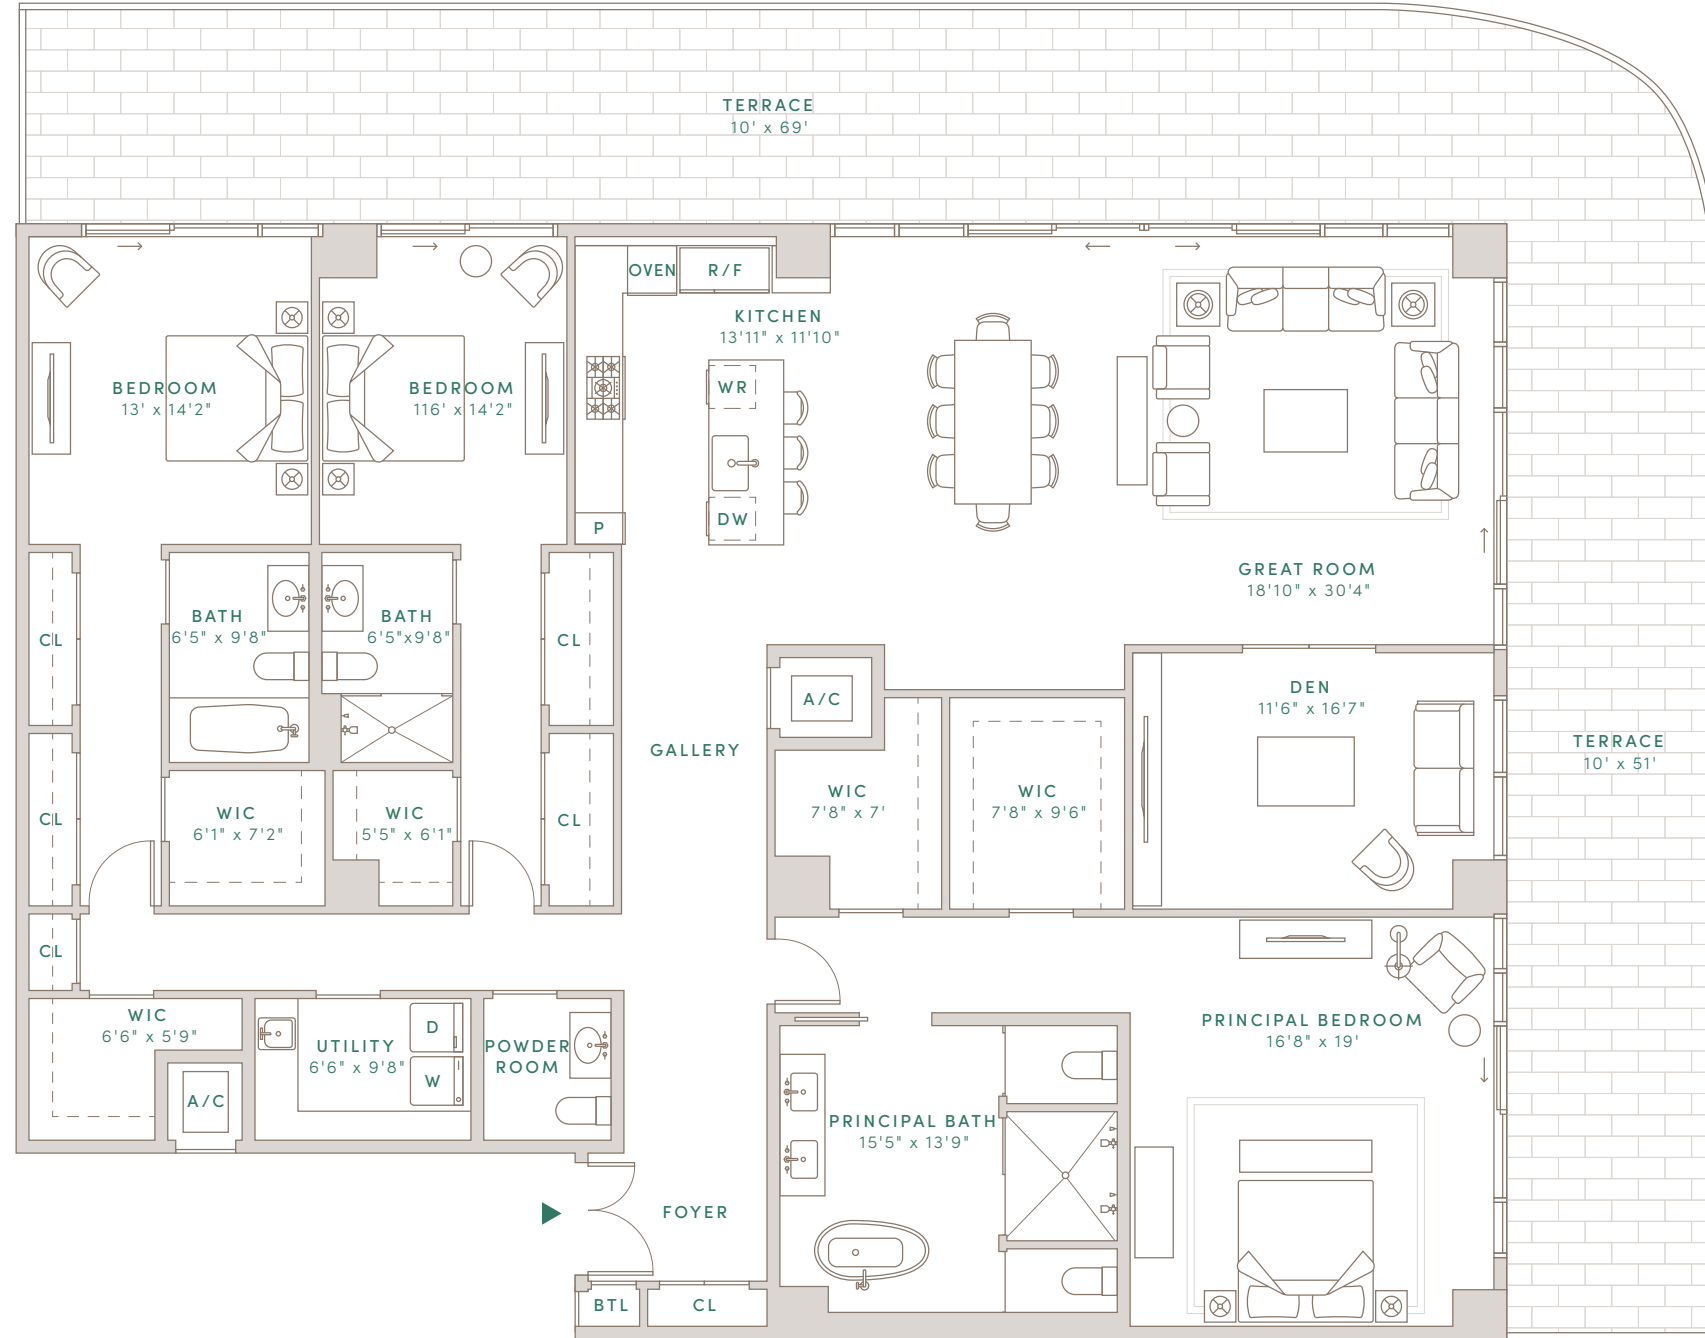 TERRACE
10' x 69'
OVEN
R/F
KITCHEN
13'11" x 11'10"
BEDROOM
13' x 14'2"
BEDROOM
116' x 14'2"
WR
DW
P
GREAT ROOM
18'10" x 30'4"
BATH
6'5" x 9'8"
BATH
6'5"x9'8"
CL
CL
A/C
DEN
11'6" x 16'7"
GALLERY
TERRACE
10' x 51'
WIC
7'8" x 7'
WIC
7'8" x 9'6"
CL
WIC
6'1" x 7'2"
WIC
5'5" x 6'1"
CL
CL
WIC
6'6" x 5'9"
UTILITY
6'6" x 9'8"
D
W
POWDER
ROOM
A/C
PRINCIPAL BEDROOM
16'8" x 19'
PRINCIPAL BATH
15'5" x 13'9"
FOYER
BTL
CL